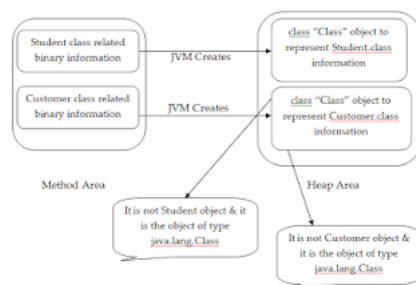 Student class related
binary information
JVM Creates
class "Class" object to
represent Student.class
information
Customer class related
binary information
JVM Creates
class "Class" object to
represent Customer.class
information
Method Area
Heap Area
It is not Student object & it
is the object of type
java.lang.Class
It is not Customer object &
it is the object of type
java.lang.Class